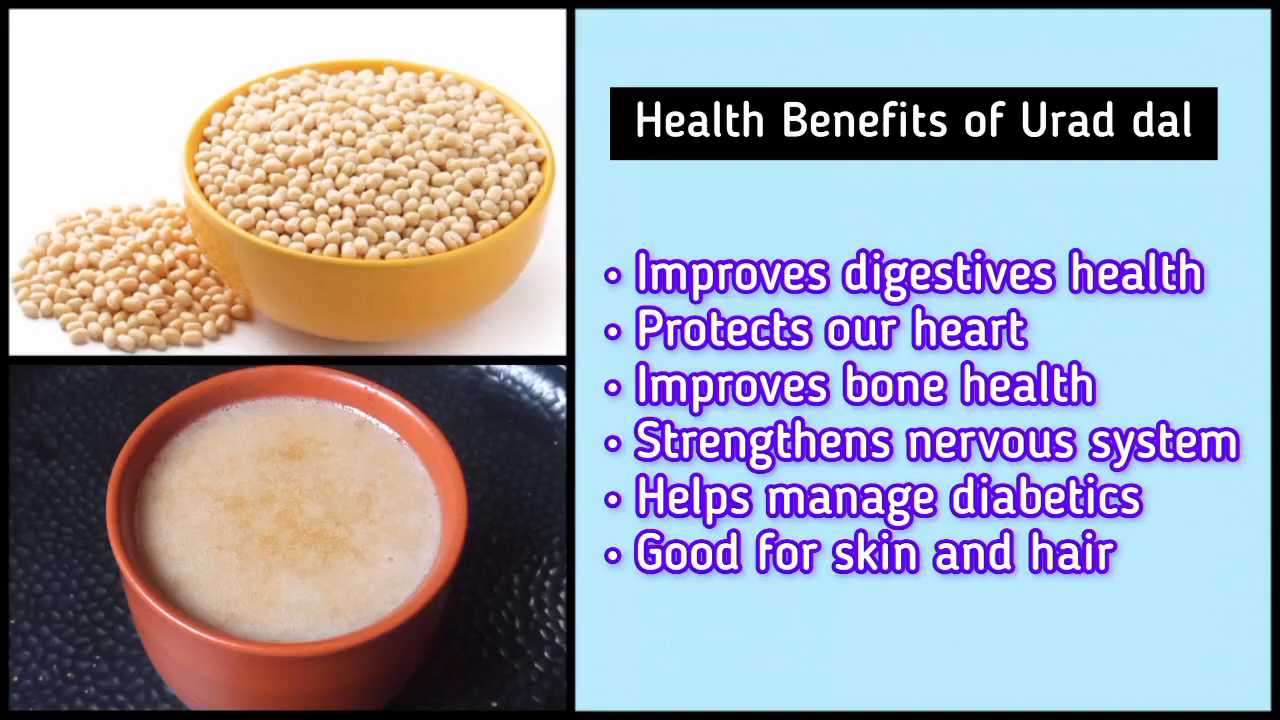 Health Benefits of Urad dal
• Improves digestives health
• Protects our heart
• Improves bone health
• Strengthens nervous system
• Helps manage diabetics
• Good for skin and hair